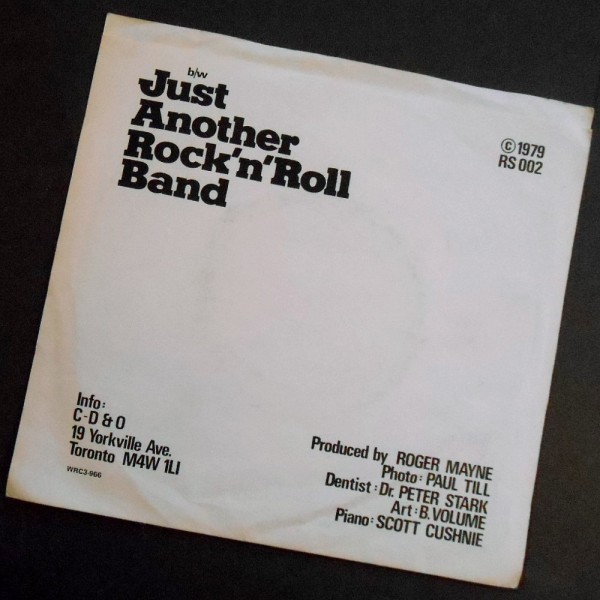 b/w
Just
Another
Rock'n'Roll
Band
©1979
RS 002
Info:
C-D & O
19 Yorkville Ave.
Toronto M4W 1L1
WRC3-966
Produced by ROGER MAYNE
Photo: PAUL TILL
Dentist: Dr. PETER STARK
Art: B.VOLUME
Piano: SCOTT CUSHNIE